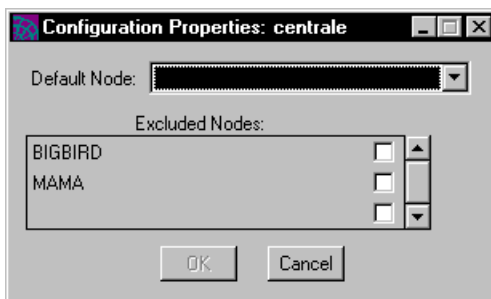 Configuration Properties: centrale
Default Node:
Excluded Nodes:
BIGBIRD
MAMA
OK Cancel